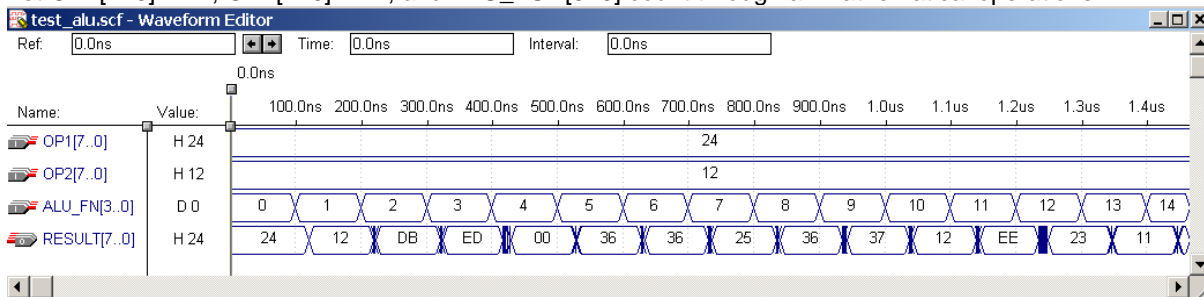 test_alu.scf - Waveform Editor
Ref: 0.0ns Time: 0.0ns Interval: 0.0ns
0.0ns
Name: Value: 100.0ns 200.0ns 300.0ns 400.0ns 500.0ns 600.0ns 700.0ns 800.0ns 900.0ns 1.0us 1.1us 1.2us 1.3us 1.4us
OP1[7..0] H 24 24
OP2[7..0] H 12 12
ALU_FN[3..0] D 0 0 1 2 3 4 5 6 7 8 9 10 11 12 13 14
RESULT[7..0] H 24 24 12 DB ED 00 36 36 25 36 37 12 EE 23 11